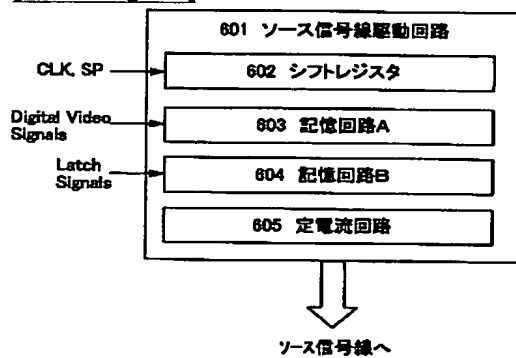 601 ソース信号線駆動回路
CLK, SP
602 シフトレジスタ
Digital Video
Signals
603 記憶回路A
Latch
Signals
604 記憶回路B
605 定電流回路
ソース信号線へ